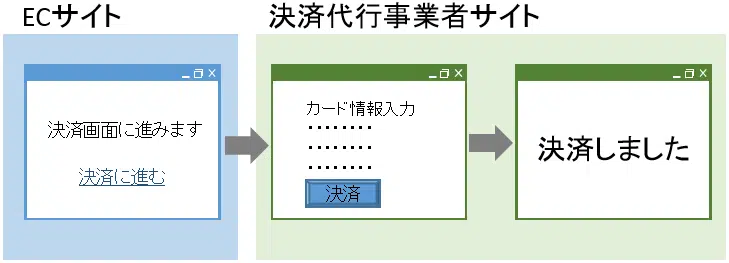 ECサイト
決済画面に進みます
決済に進む
決済代行事業者サイト
カード情報入力
・・・・・・・・
・・・・・・・・
・・・・・・・・
決済
決済しました